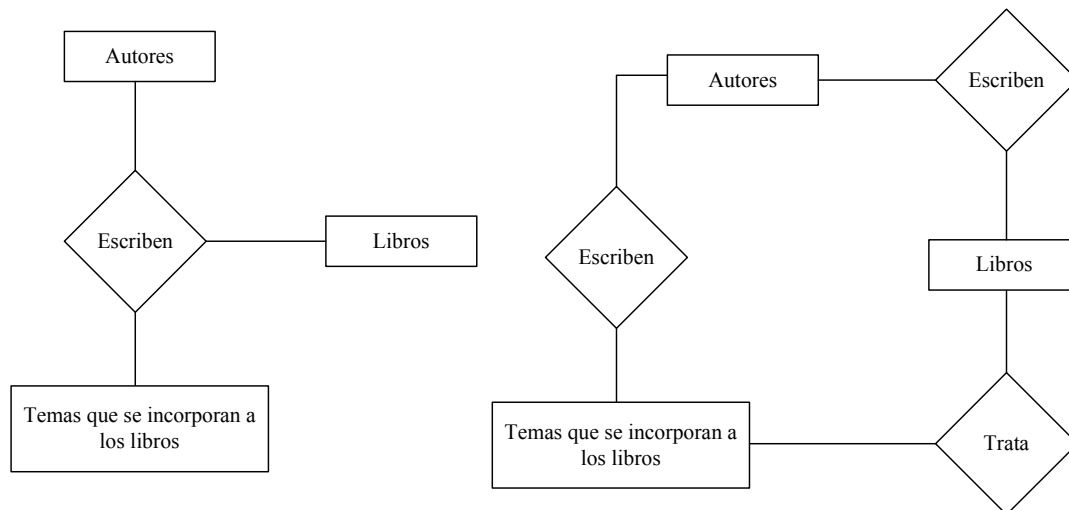 Autores
Escriben
Libros
Temas que se incorporan a
los libros
Autores
Escriben
Escriben
Libros
Temas que se incorporan a
los libros
Trata